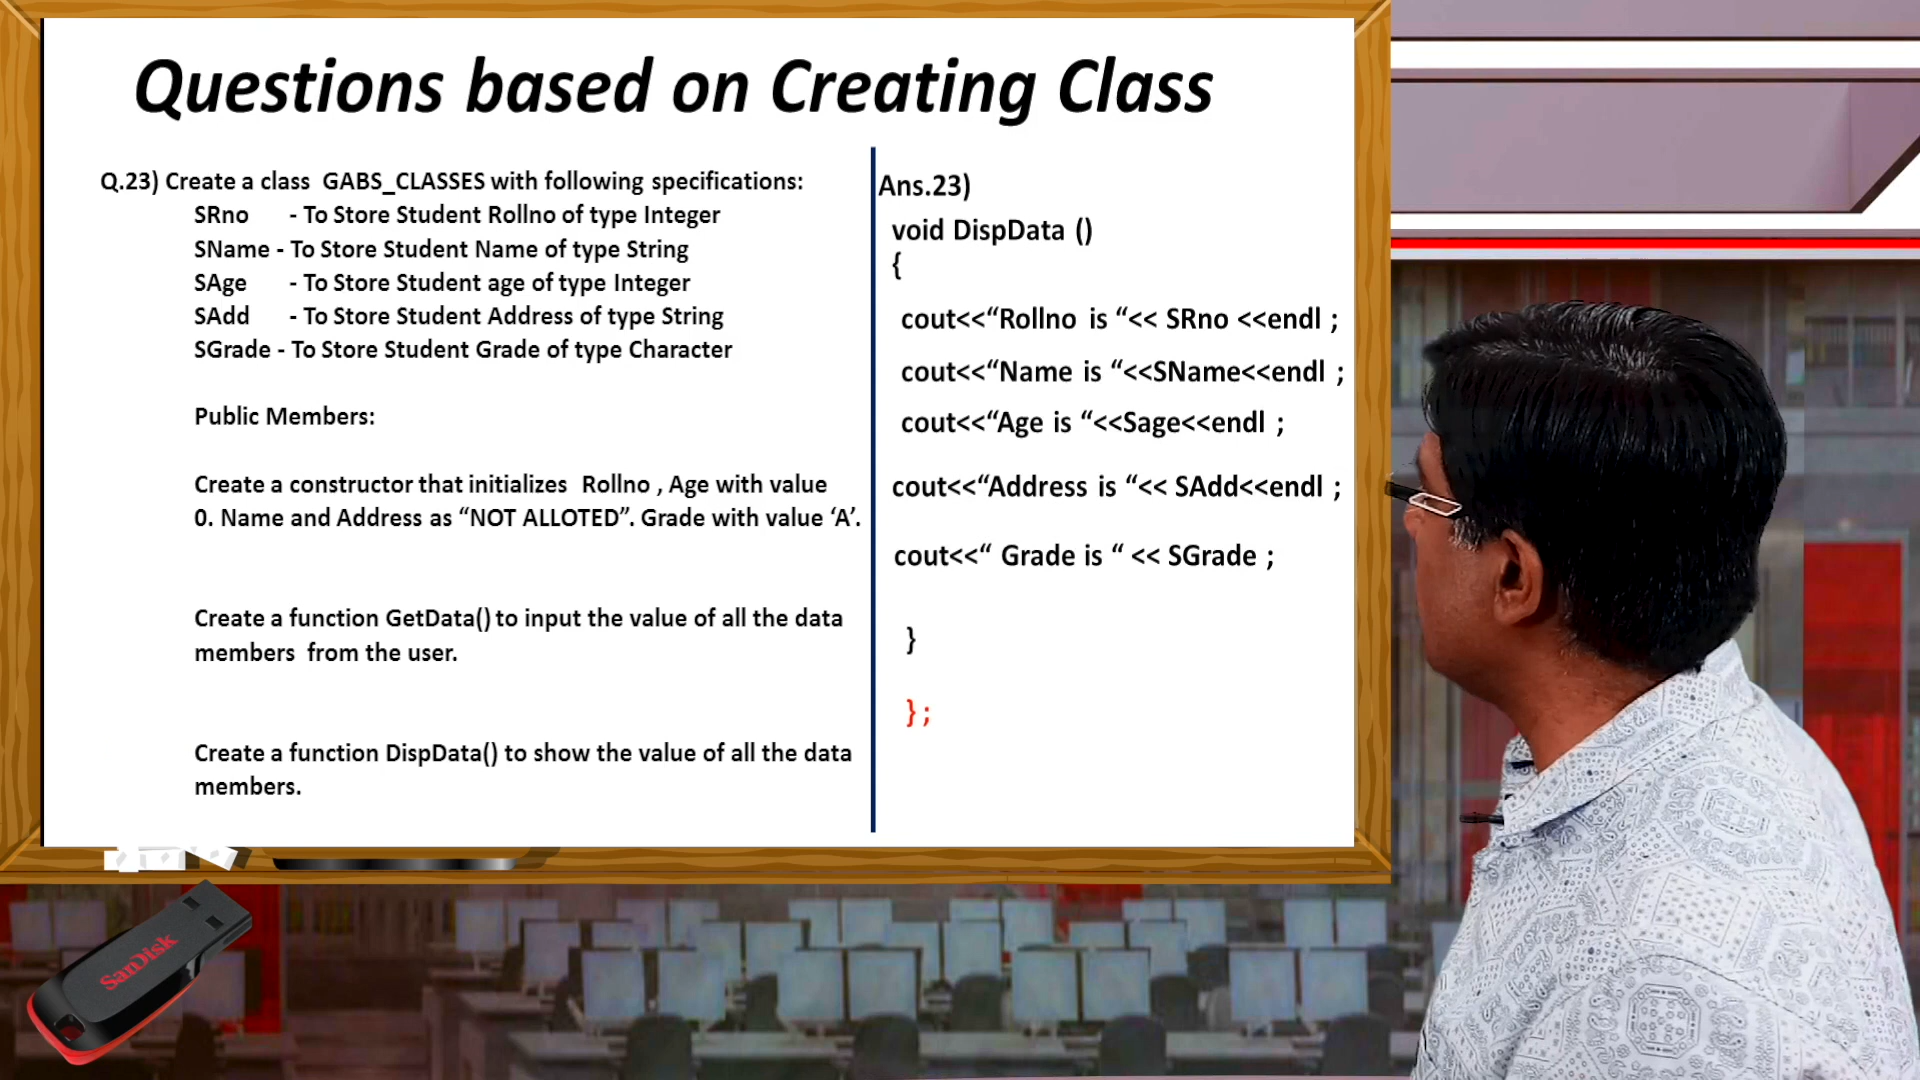 Questions based on Creating Class
Q.23) Create a class GABS_CLASSES with following specifications:
SRno - To Store Student Rollno of type Integer
SName - To Store Student Name of type String
SAge - To Store Student age of type Integer
SAdd - To Store Student Address of type String
SGrade - To Store Student Grade of type Character
Public Members:
Create a constructor that initializes Rollno , Age with value
0. Name and Address as “NOT ALLOTED”. Grade with value ‘A’.
Create a function GetData() to input the value of all the data
members from the user.
Create a function DispData() to show the value of all the data
members.
Ans.23)
void DispData ()
{
cout<<“Rollno is “<< SRno <<endl ;
cout<<“Name is “<<SName<<endl ;
cout<<“Age is “<<Sage<<endl ;
cout<<“Address is “<< SAdd<<endl ;
cout<<“ Grade is “ << SGrade ;
}
} ;
SanDisk